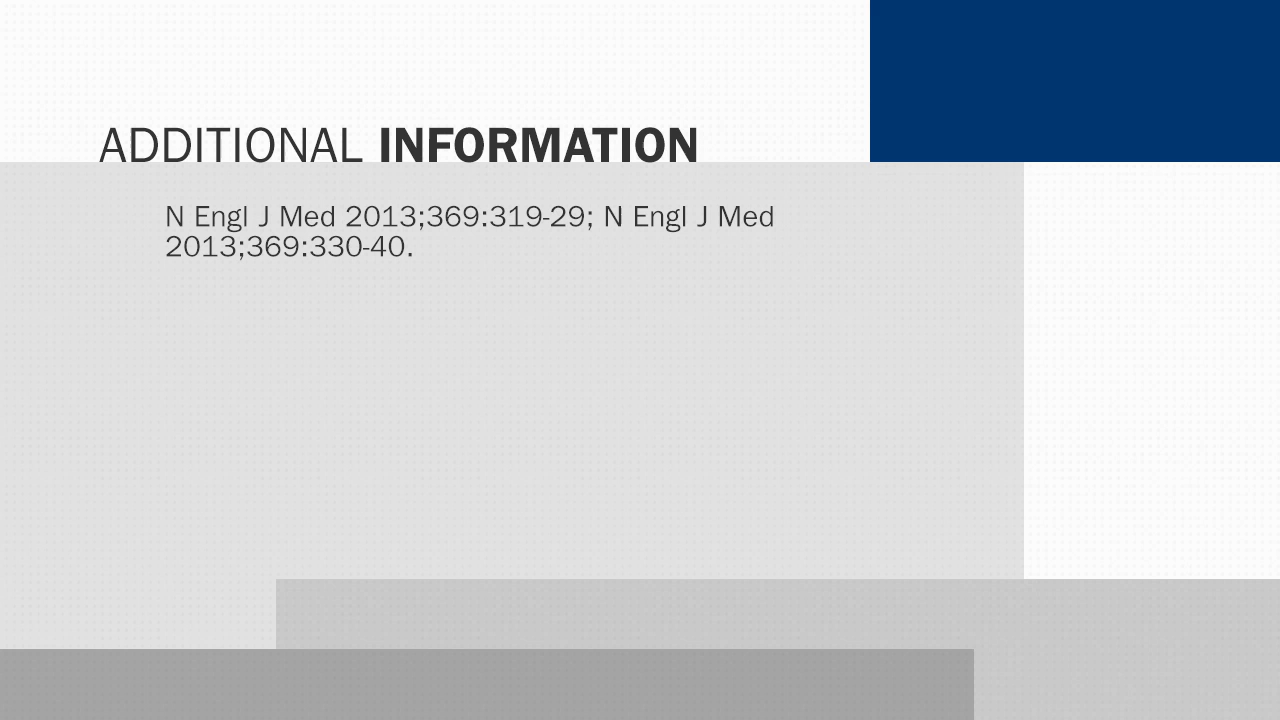 ADDITIONAL INFORMATION
N Engl J Med 2013;369:319-29; N Engl J Med
2013;369:330-40.